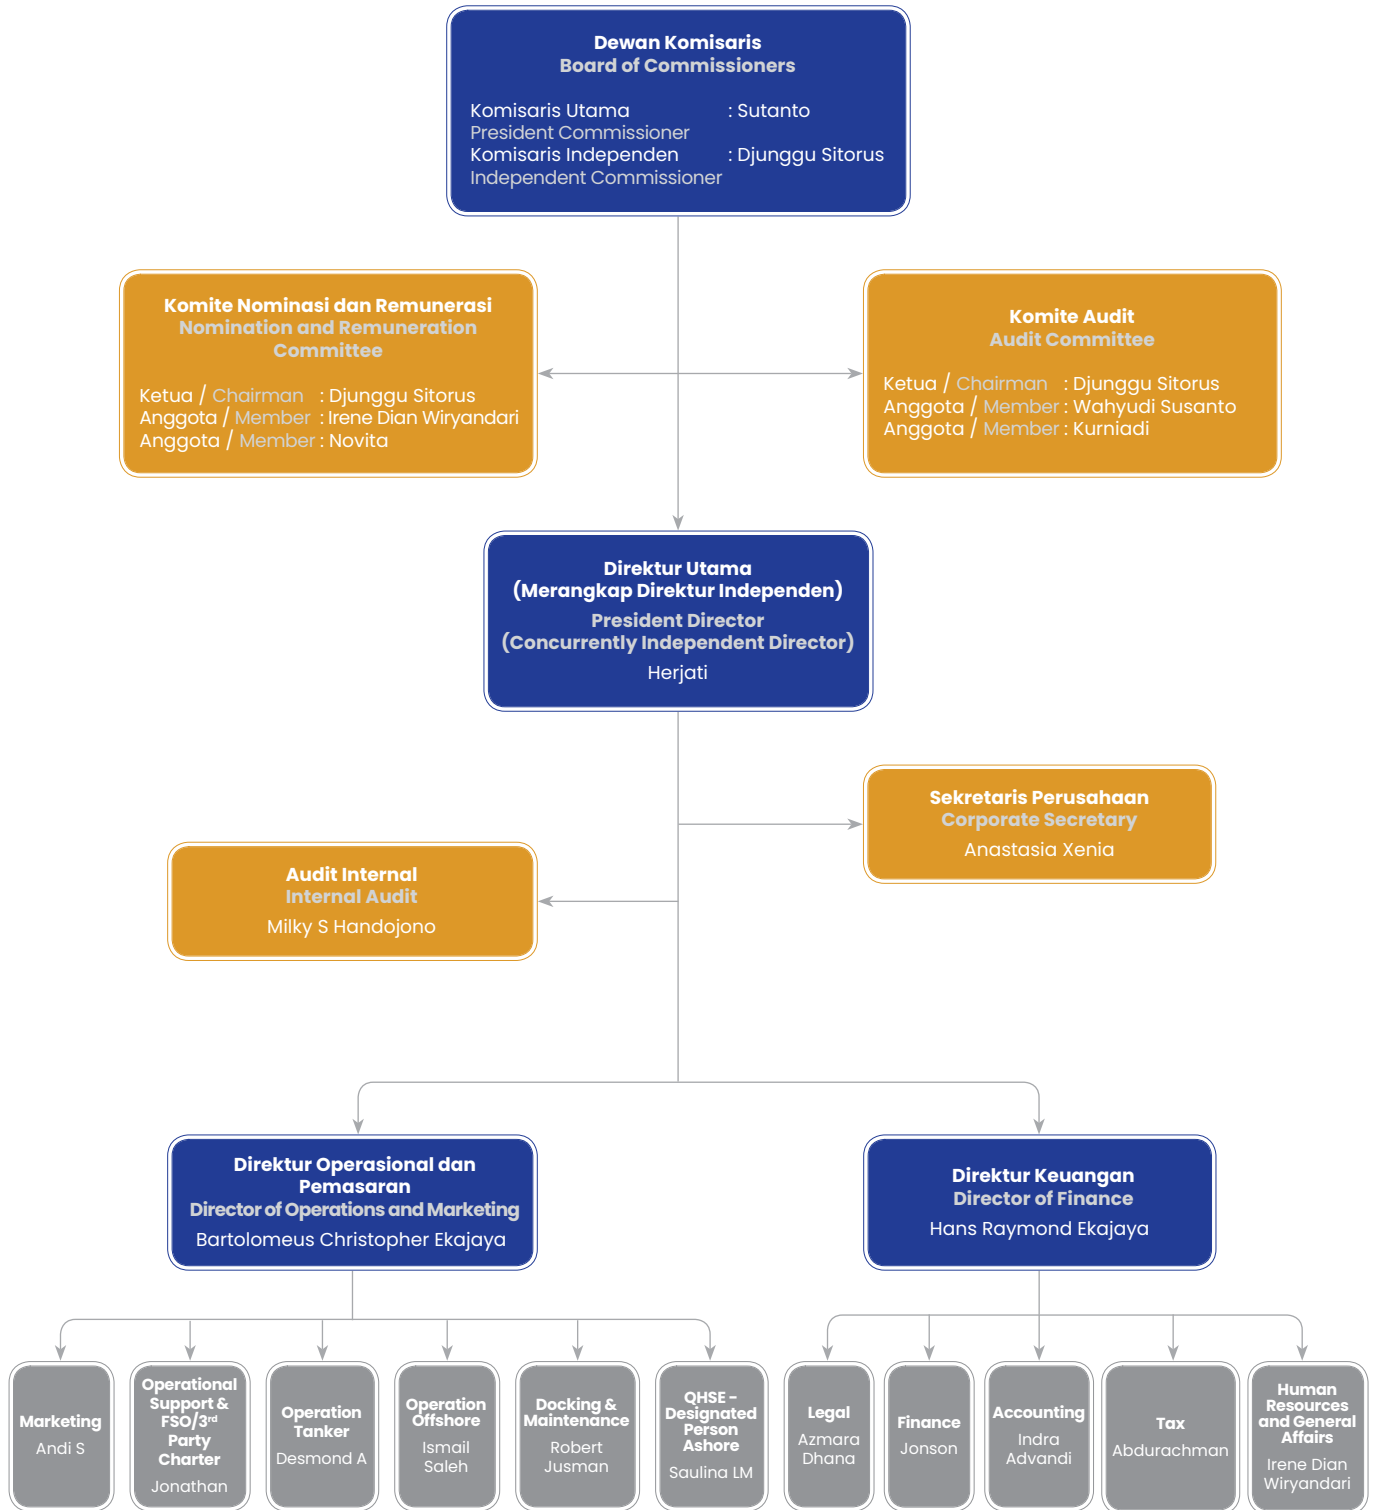 Dewan Komisaris
Board of Commissioners
Komisaris Utama : Sutanto
President Commissioner
Komisaris Independen : Djunggu Sitorus
Independent Commissioner
Komite Nominasi dan Remunerasi
Nomination and Remuneration
Committee
Ketua / Chairman : Djunggu Sitorus
Anggota / Member : Irene Dian Wiryandari
Anggota / Member : Novita
Komite Audit
Audit Committee
Ketua / Chairman : Djunggu Sitorus
Anggota / Member : Wahyudi Susanto
Anggota / Member : Kurniadi
Direktur Utama
(Merangkap Direktur Independen)
President Director
(Concurrently Independent Director)
Herjati
Sekretaris Perusahaan
Corporate Secretary
Anastasia Xenia
Audit Internal
Internal Audit
Milky S Handojono
Direktur Operasional dan
Pemasaran
Director of Operations and Marketing
Bartolomeus Christopher Ekajaya
Direktur Keuangan
Director of Finance
Hans Raymond Ekajaya
Marketing
Andi S
Operational
Support &
FSO/3rd
Party
Charter
Jonathan
Operation
Tanker
Desmond A
Operation
Offshore
Ismail
Saleh
Docking &
Maintenance
Robert
Jusman
QHSE -
Designated
Person
Ashore
Saulina LM
Legal
Azmara
Dhana
Finance
Jonson
Accounting
Indra
Advandi
Tax
Abdurachman
Human
Resources
and General
Affairs
Irene Dian
Wiryandari